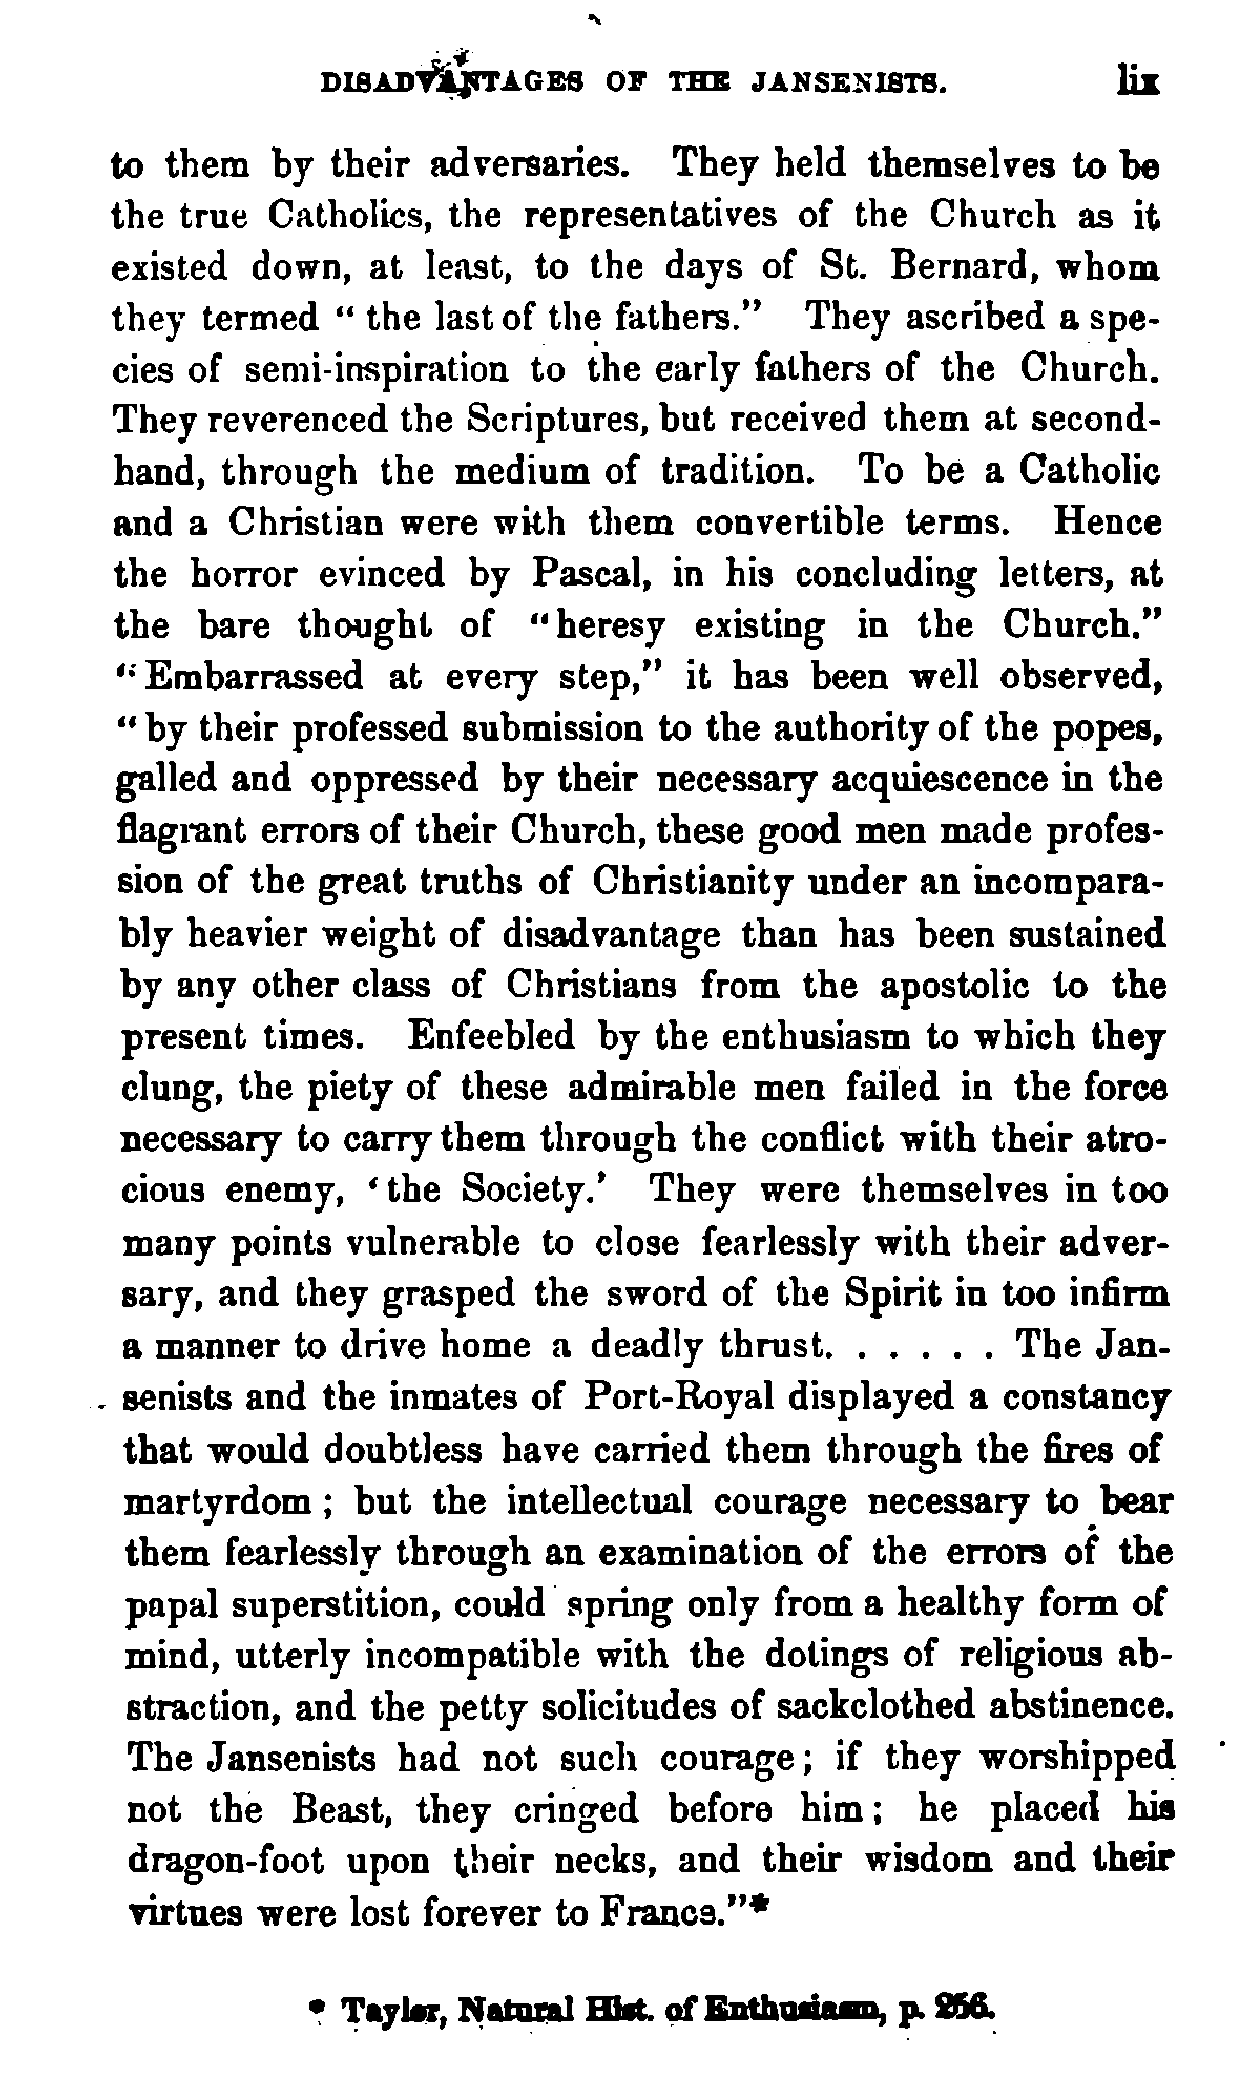 DISADVANTAGES OF THE JANSENISTS. lix
to them by their adversaries. They held themselves to be
the true Catholics, the representatives of the Church as it
existed down, at least, to the days of St. Bernard, whom
they termed "the last of the fathers." They ascribed a spe-
cies of semi-inspiration to the early fathers of the Church.
They reverenced the Scriptures, but received them at second-
hand, through the medium of tradition. To be a Catholic
and a Christian were with them convertible terms. Hence
the horror evinced by Pascal, in his concluding letters, at
the bare thought of "heresy existing in the Church."
"Embarrassed at every step," it has been well observed,
"by their professed submission to the authority of the popes,
galled and oppressed by their necessary acquiescence in the
flagrant errors of their Church, these good men made profes-
sion of the great truths of Christianity under an incompara-
bly heavier weight of disadvantage than has been sustained
by any other class of Christians from the apostolic to the
present times. Enfeebled by the enthusiasm to which they
clung, the piety of these admirable men failed in the force
necessary to carry them through the conflict with their atro-
cious enemy, 'the Society.' They were themselves in too
many points vulnerable to close fearlessly with their adver-
sary, and they grasped the sword of the Spirit in too infirm
a manner to drive home a deadly thrust. . . . . . The Jan-
senists and the inmates of Port-Royal displayed a constancy
that would doubtless have carried them through the fires of
martyrdom; but the intellectual courage necessary to bear
them fearlessly through an examination of the errors of the
papal superstition, could spring only from a healthy form of
mind, utterly incompatible with the dotings of religious ab-
straction, and the petty solicitudes of sackclothed abstinence.
The Jansenists had not such courage; if they worshipped
not the Beast, they cringed before him; he placed his
dragon-foot upon their necks, and their wisdom and their
virtues were lost forever to France."*
* Taylor, Natural Hist. of Enthusiasm, p. 256.